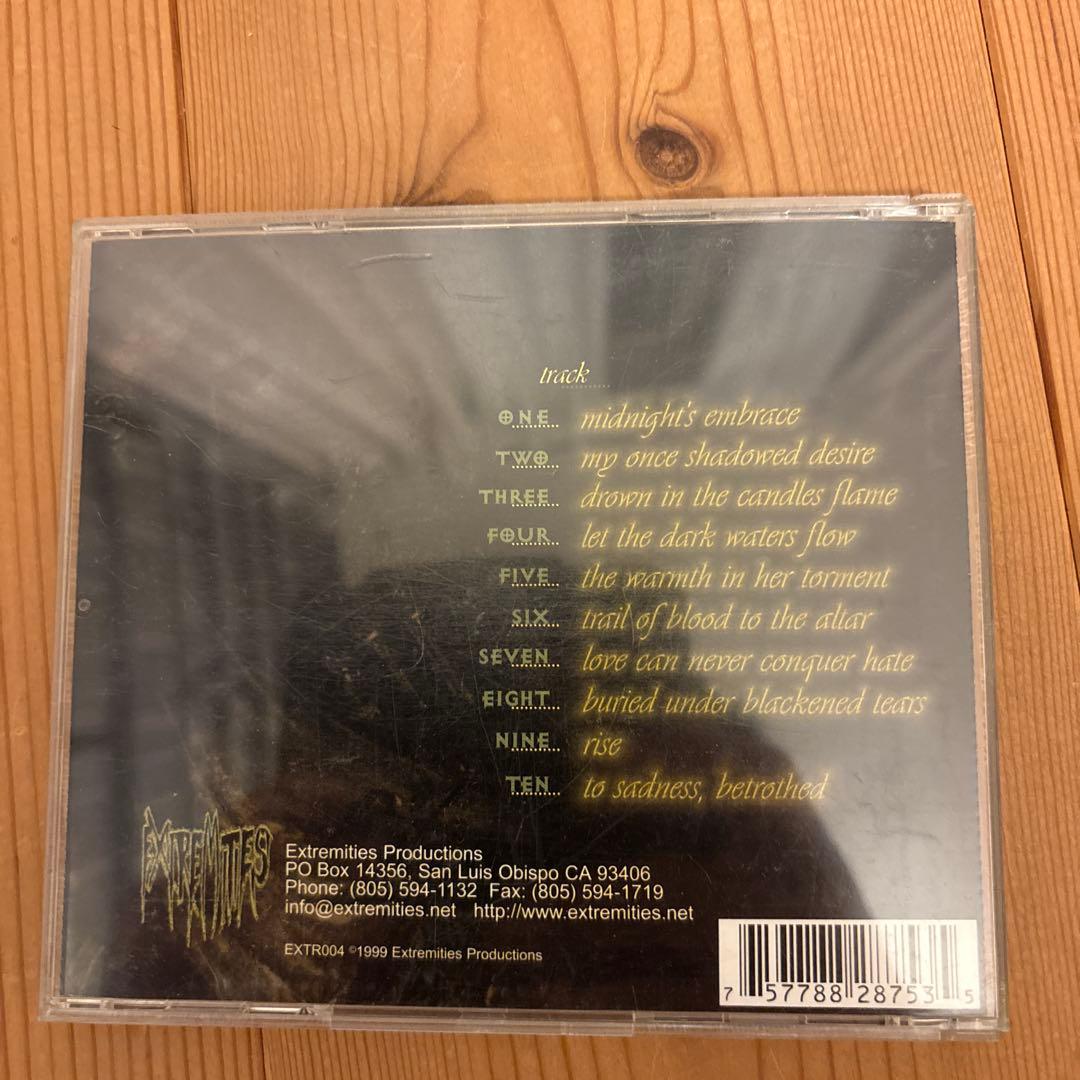 track
ONE midnight's embrace
TWO my once shadowed desire
THREE drown in the candles flame
FOUR let the dark waters flow
FIVE the warmth in her torment
SIX trail of blood to the altar
SEVEN love can never conquer hate
EIGHT buried under blackened tears
NINE rise
TEN to sadness, betrothed
EXTREMITIES
Extremities Productions
PO Box 14356, San Luis Obispo CA 93406
Phone: (805) 594-1132 Fax: (805) 594-1719
info@extremities.net http://www.extremities.net
EXTR004 ©1999 Extremities Productions
7 57788 28753 5